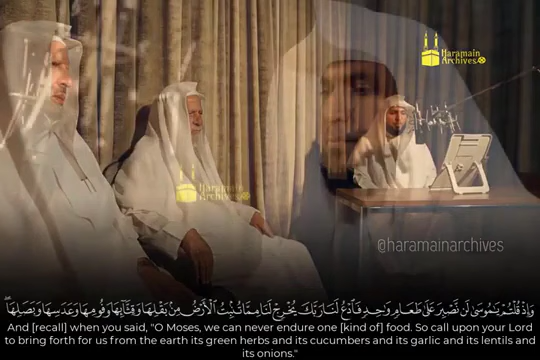 Haramain
Archives
Haramain
Archives
@haramainarchives
وَإِذْ قُلْتُمْ يَٰمُوسَىٰ لَن نَّصْبِرَ عَلَىٰ طَعَامٍ وَٰحِدٍ فَٱدْعُ لَنَا رَبَّكَ يُخْرِجْ لَنَا مِمَّا تُنۢبِتُ ٱلْأَرْضُ مِنۢ بَقْلِهَا وَقِثَّآئِهَا وَفُومِهَا وَعَدَسِهَا وَبَصَلِهَا ۖ
And [recall] when you said, "O Moses, we can never endure one [kind of] food. So call upon your Lord
to bring forth for us from the earth its green herbs and its cucumbers and its garlic and its lentils and
its onions."